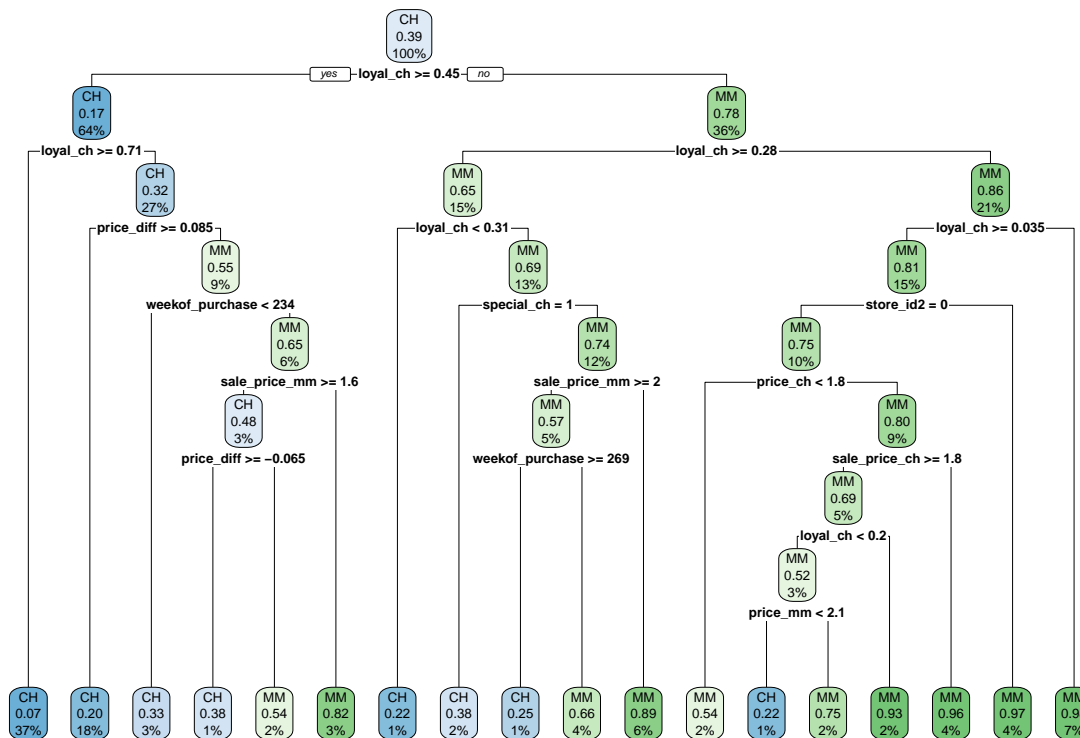 CH
0.39
100%
yes loyal_ch >= 0.45 no
CH
0.17
64%
MM
0.78
36%
loyal_ch >= 0.71
loyal_ch >= 0.28
CH
0.32
27%
MM
0.65
15%
MM
0.86
21%
price_diff >= 0.085
loyal_ch < 0.31
loyal_ch >= 0.035
MM
0.55
9%
MM
0.69
13%
MM
0.81
15%
weekof_purchase < 234
special_ch = 1
store_id2 = 0
MM
0.65
6%
MM
0.74
12%
MM
0.75
10%
sale_price_mm >= 1.6
sale_price_mm >= 2
price_ch < 1.8
CH
0.48
3%
MM
0.57
5%
MM
0.80
9%
price_diff >= −0.065
weekof_purchase >= 269
sale_price_ch >= 1.8
MM
0.69
5%
loyal_ch < 0.2
MM
0.52
3%
price_mm < 2.1
CH
0.07
37%
CH
0.20
18%
CH
0.33
3%
CH
0.38
1%
MM
0.54
2%
MM
0.82
3%
CH
0.22
1%
CH
0.38
2%
CH
0.25
1%
MM
0.66
4%
MM
0.89
6%
MM
0.54
2%
CH
0.22
1%
MM
0.75
2%
MM
0.93
2%
MM
0.96
4%
MM
0.97
4%
MM
7%